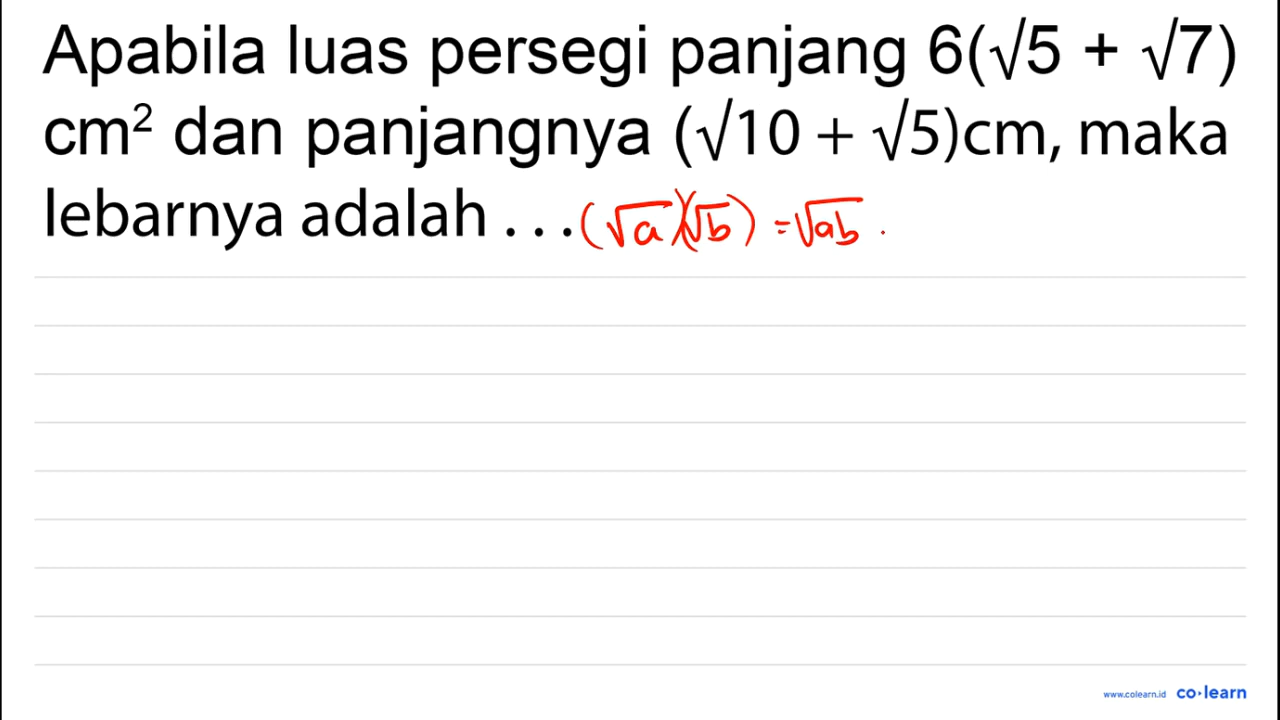 Apabila luas persegi panjang 6(√5 + √7)
cm² dan panjangnya (√10 + √5)cm, maka
lebarnya adalah . . . (√a)(√b) = √ab .
www.colearn.id co·learn